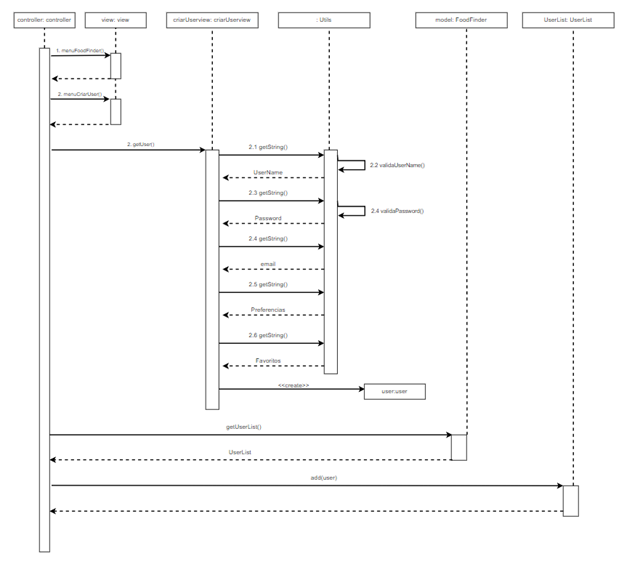 controller: controller
view: view
criarUserview: criarUserview
: Utils
model: FoodFinder
UserList: UserList
1. menuFoodFinder()
2. menuCriarUser()
2. getUser()
2.1 getString()
2.2 validaUserName()
UserName
2.3 getString()
2.4 validaPassword()
Password
2.4 getString()
email
2.5 getString()
Preferencias
2.6 getString()
Favoritos
<<create>>
user:user
getUserList()
UserList
add(user)